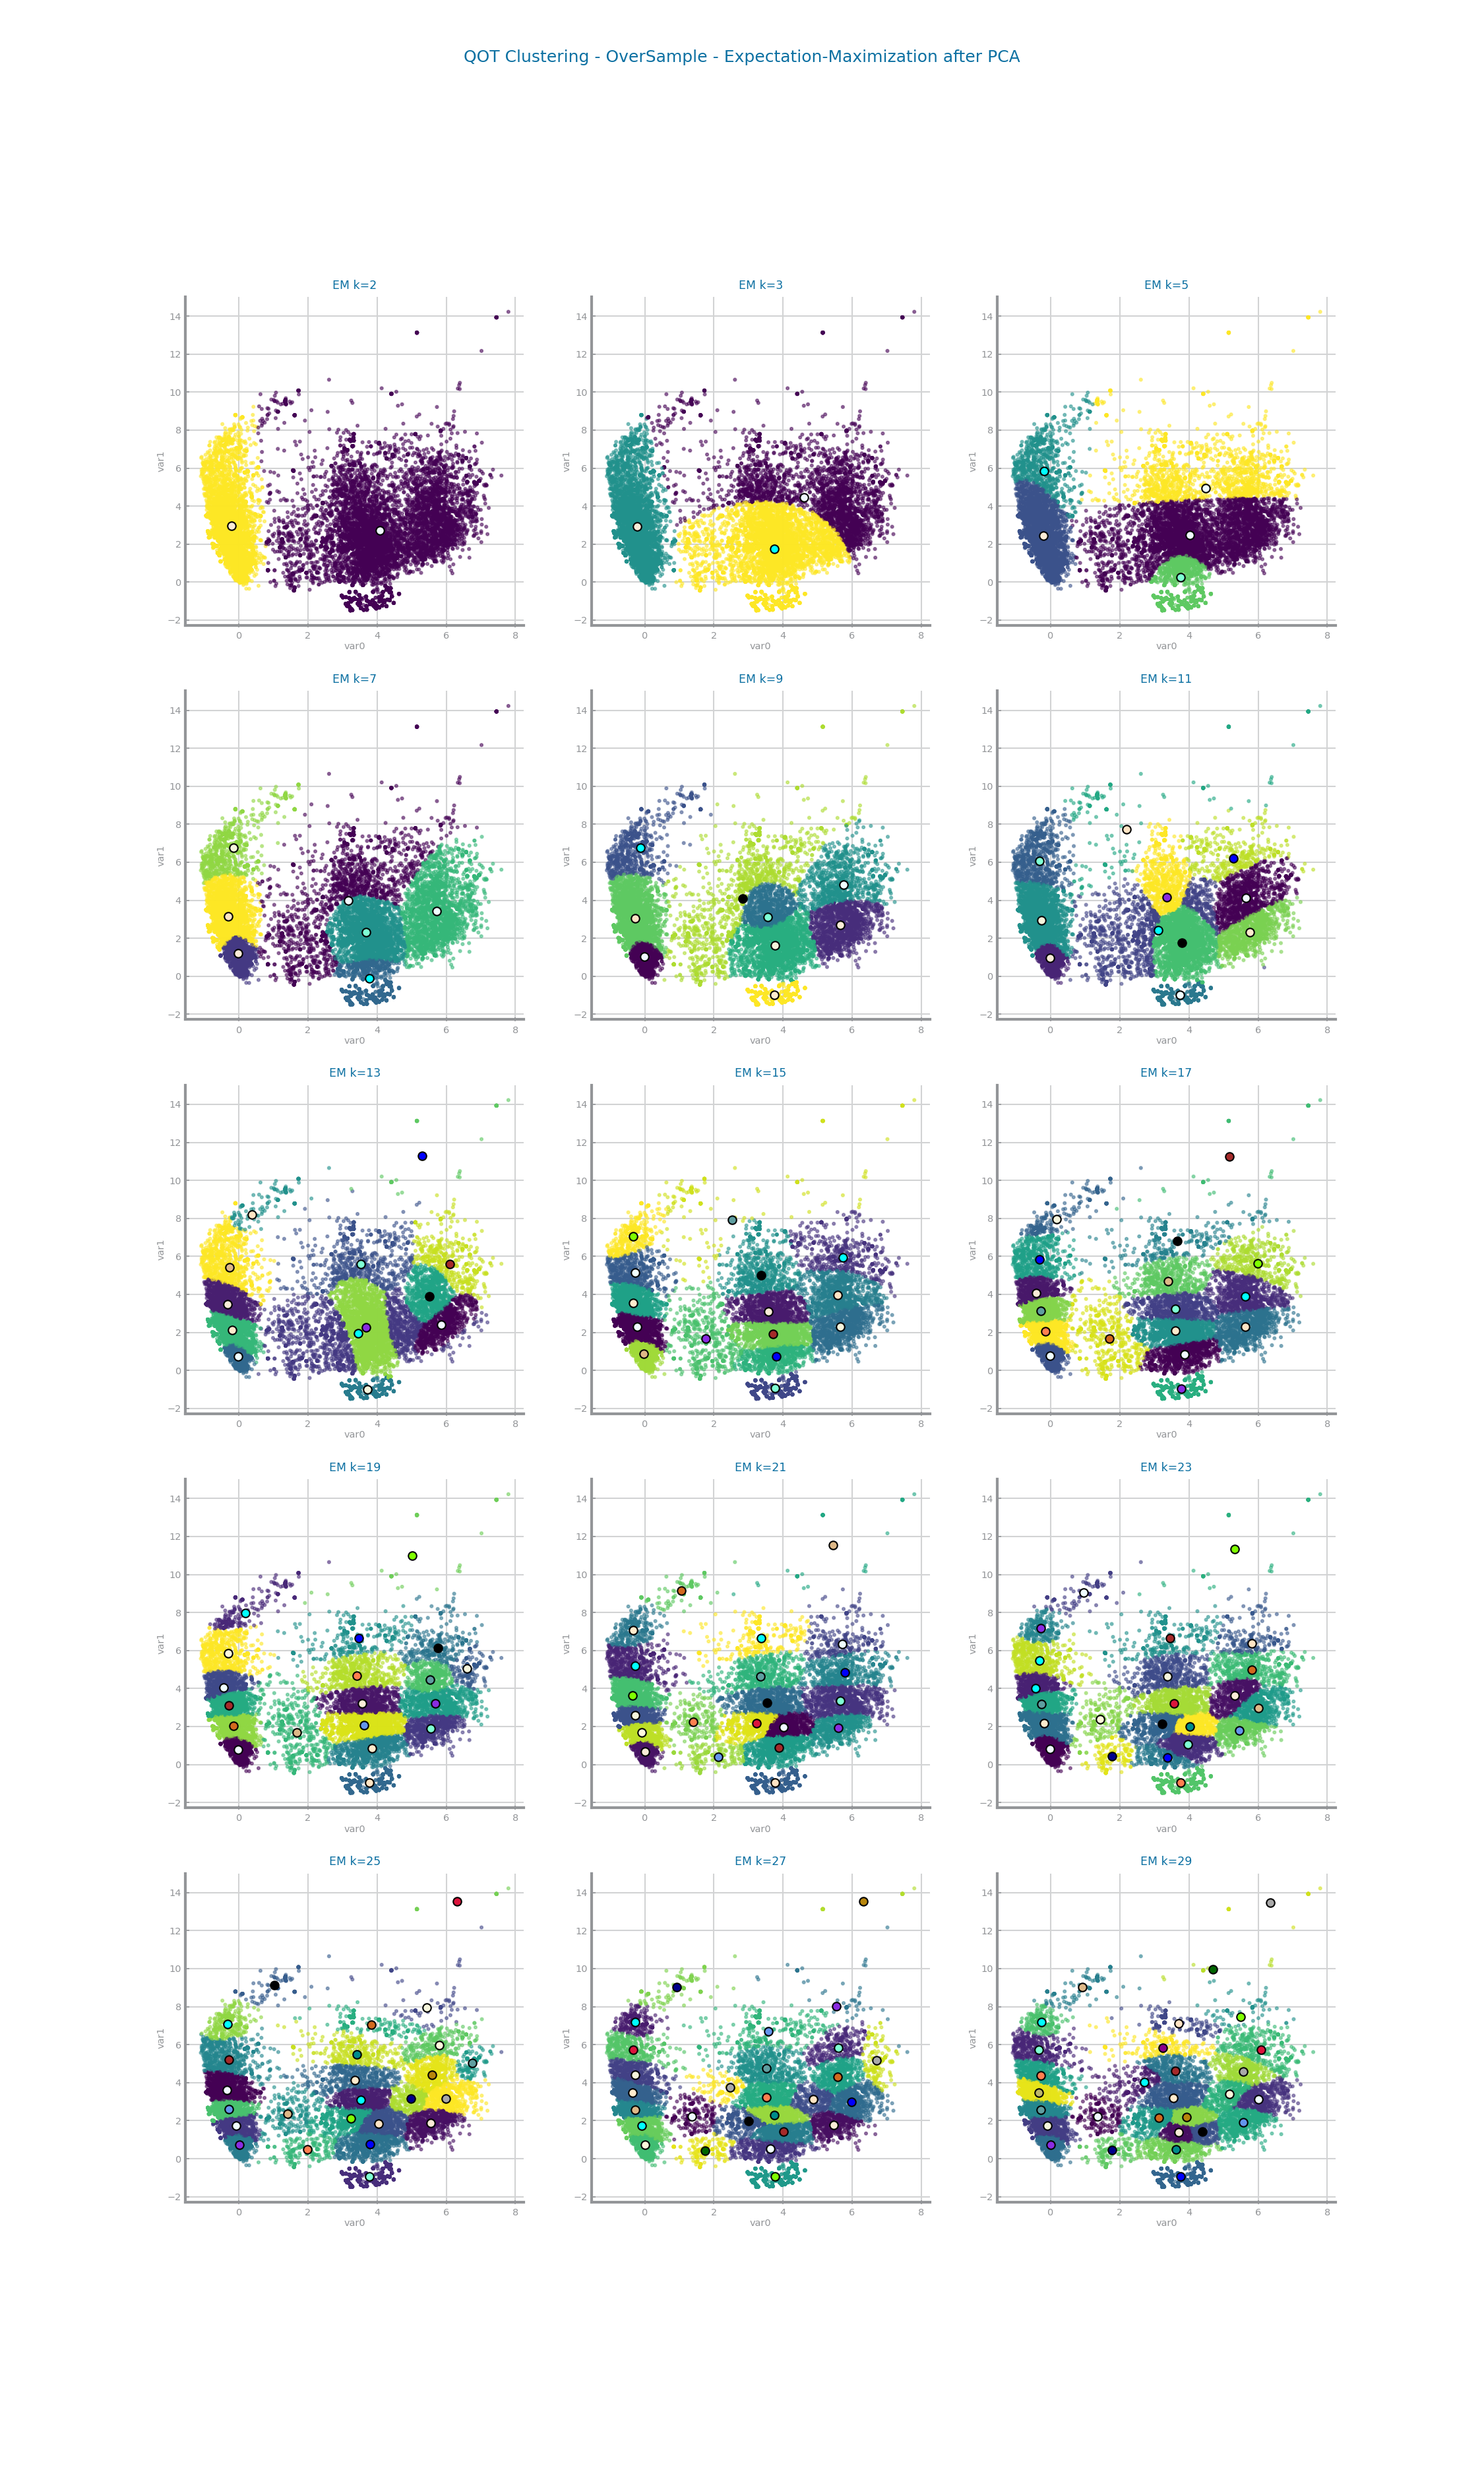 QOT Clustering - OverSample - Expectation-Maximization after PCA
EM k=2
EM k=3
EM k=5
14
12
10
8
6
4
2
0
−2
var1
0 2 4 6 8
var0
14
12
10
8
6
4
2
0
−2
var1
0 2 4 6 8
var0
14
12
10
8
6
4
2
0
−2
var1
0 2 4 6 8
var0
EM k=7
EM k=9
EM k=11
14
12
10
8
6
4
2
0
−2
var1
0 2 4 6 8
var0
14
12
10
8
6
4
2
0
−2
var1
0 2 4 6 8
var0
14
12
10
8
6
4
2
0
−2
var1
0 2 4 6 8
var0
EM k=13
EM k=15
EM k=17
14
12
10
8
6
4
2
0
−2
var1
0 2 4 6 8
var0
14
12
10
8
6
4
2
0
−2
var1
0 2 4 6 8
var0
14
12
10
8
6
4
2
0
−2
var1
0 2 4 6 8
var0
EM k=19
EM k=21
EM k=23
14
12
10
8
6
4
2
0
−2
var1
0 2 4 6 8
var0
14
12
10
8
6
4
2
0
−2
var1
0 2 4 6 8
var0
14
12
10
8
6
4
2
0
−2
var1
0 2 4 6 8
var0
EM k=25
EM k=27
EM k=29
14
12
10
8
6
4
2
0
−2
var1
0 2 4 6 8
var0
14
12
10
8
6
4
2
0
−2
var1
0 2 4 6 8
var0
14
12
10
8
6
4
2
0
−2
var1
0 2 4 6 8
var0